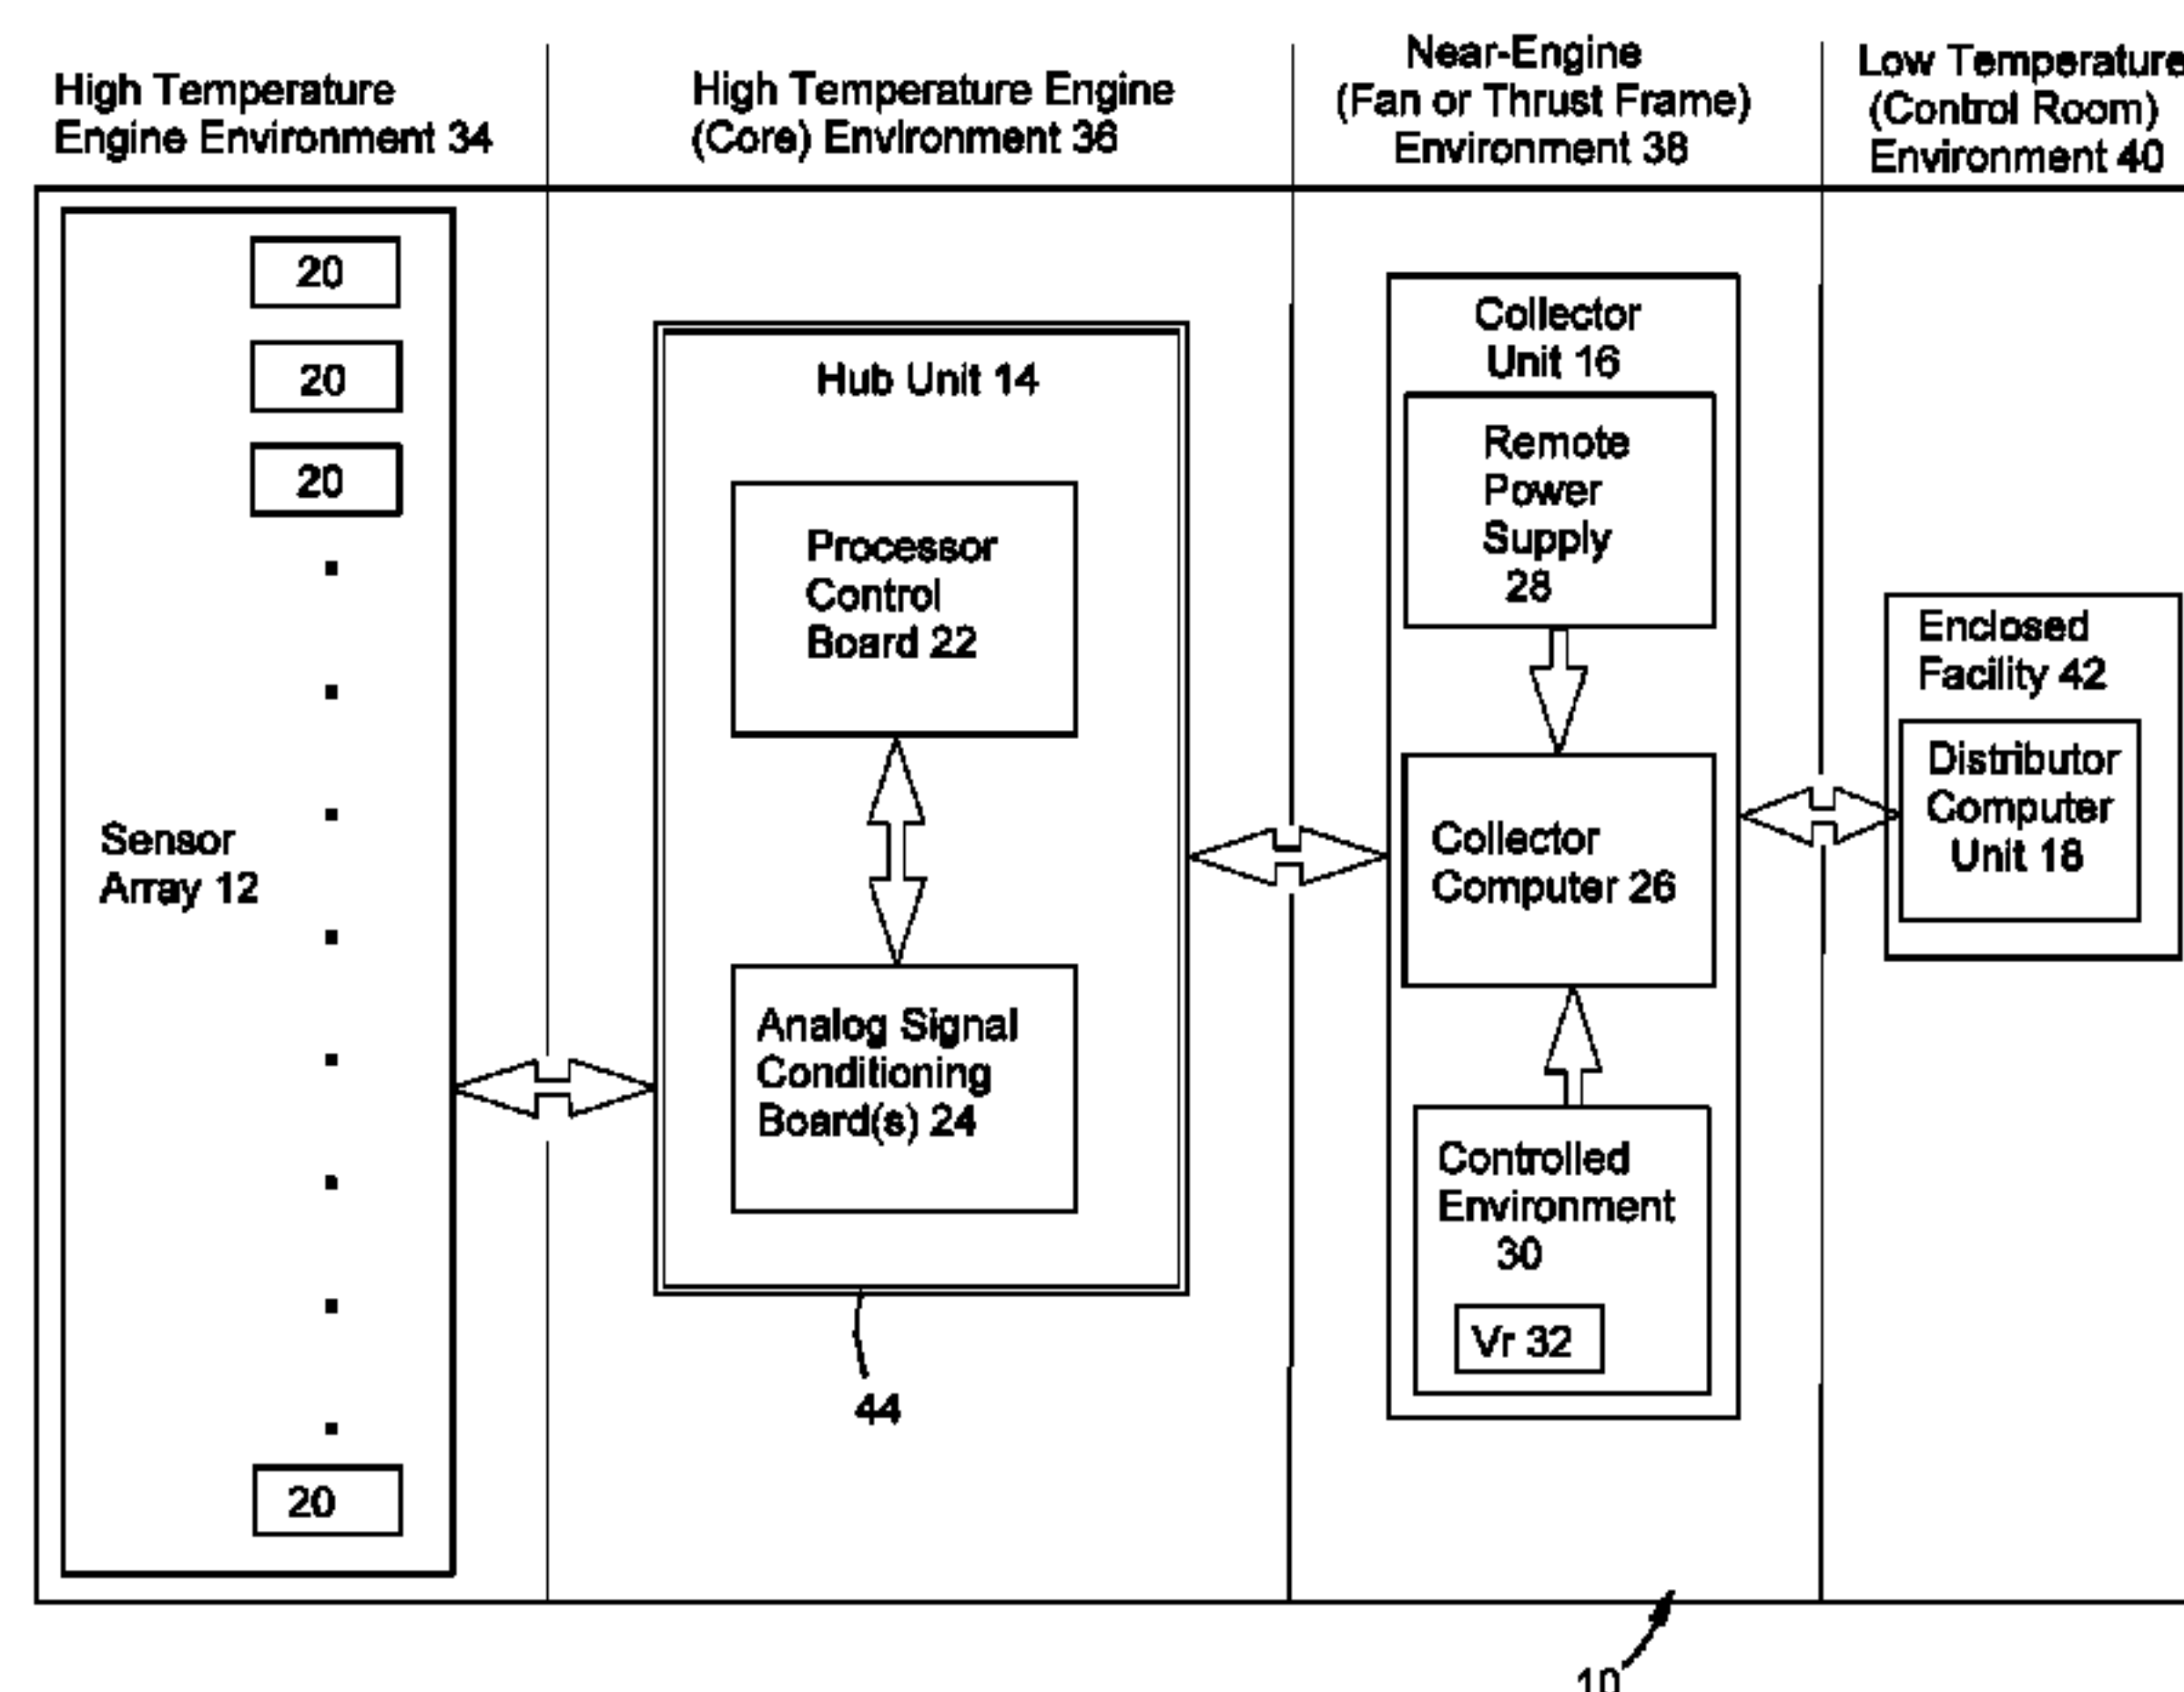 High Temperature
Engine Environment 34
High Temperature Engine
(Core) Environment 36
Near-Engine
(Fan or Thrust Frame)
Environment 38
Low Temperature
(Control Room)
Environment 40
20
20
20
Sensor
Array 12
20
Hub Unit 14
Processor
Control
Board 22
Analog Signal
Conditioning
Board(s) 24
44
Collector
Unit 16
Remote
Power
Supply
28
Collector
Computer 26
Controlled
Environment
30
Vr 32
Enclosed
Facility 42
Distributor
Computer
Unit 18
10